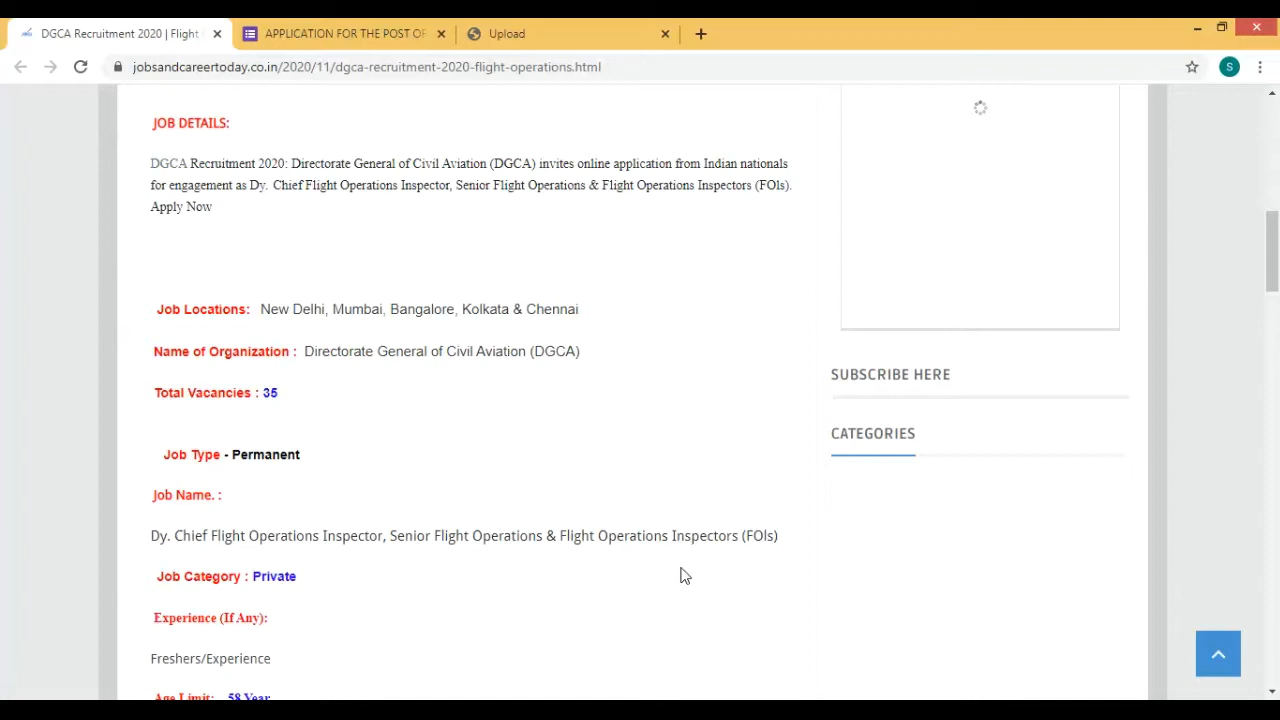 DGCA Recruitment 2020 | Flight
APPLICATION FOR THE POST OF
Upload
jobsandcareertoday.co.in/2020/11/dgca-recruitment-2020-flight-operations.html
S
JOB DETAILS:
DGCA Recruitment 2020: Directorate General of Civil Aviation (DGCA) invites online application from Indian nationals
for engagement as Dy. Chief Flight Operations Inspector, Senior Flight Operations & Flight Operations Inspectors (FOIs).
Apply Now
Job Locations: New Delhi, Mumbai, Bangalore, Kolkata & Chennai
Name of Organization : Directorate General of Civil Aviation (DGCA)
Total Vacancies : 35
Job Type - Permanent
Job Name. :
Dy. Chief Flight Operations Inspector, Senior Flight Operations & Flight Operations Inspectors (FOIs)
Job Category : Private
Experience (If Any):
Freshers/Experience
Age Limit: 58 Year
SUBSCRIBE HERE
CATEGORIES